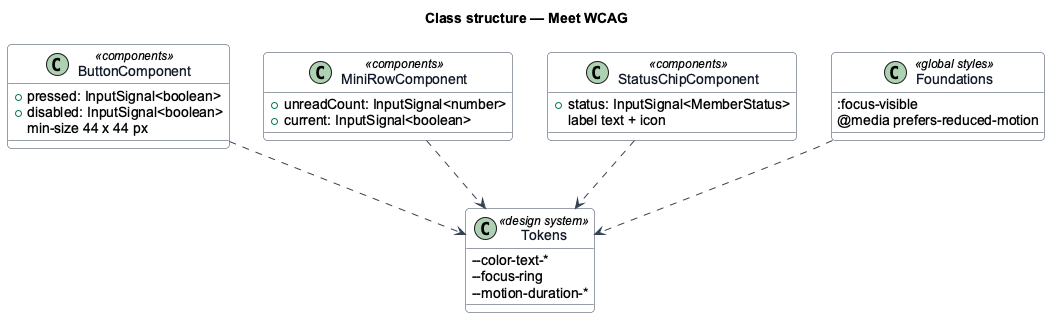 Class structure — Meet WCAG
C
«components»
ButtonComponent
pressed: InputSignal<boolean>
disabled: InputSignal<boolean>
min-size 44 x 44 px
C
«components»
MiniRowComponent
unreadCount: InputSignal<number>
current: InputSignal<boolean>
C
«components»
StatusChipComponent
status: InputSignal<MemberStatus>
label text + icon
C
«global styles»
Foundations
:focus-visible
@media prefers-reduced-motion
C
«design system»
Tokens
--color-text-*
--focus-ring
--motion-duration-*